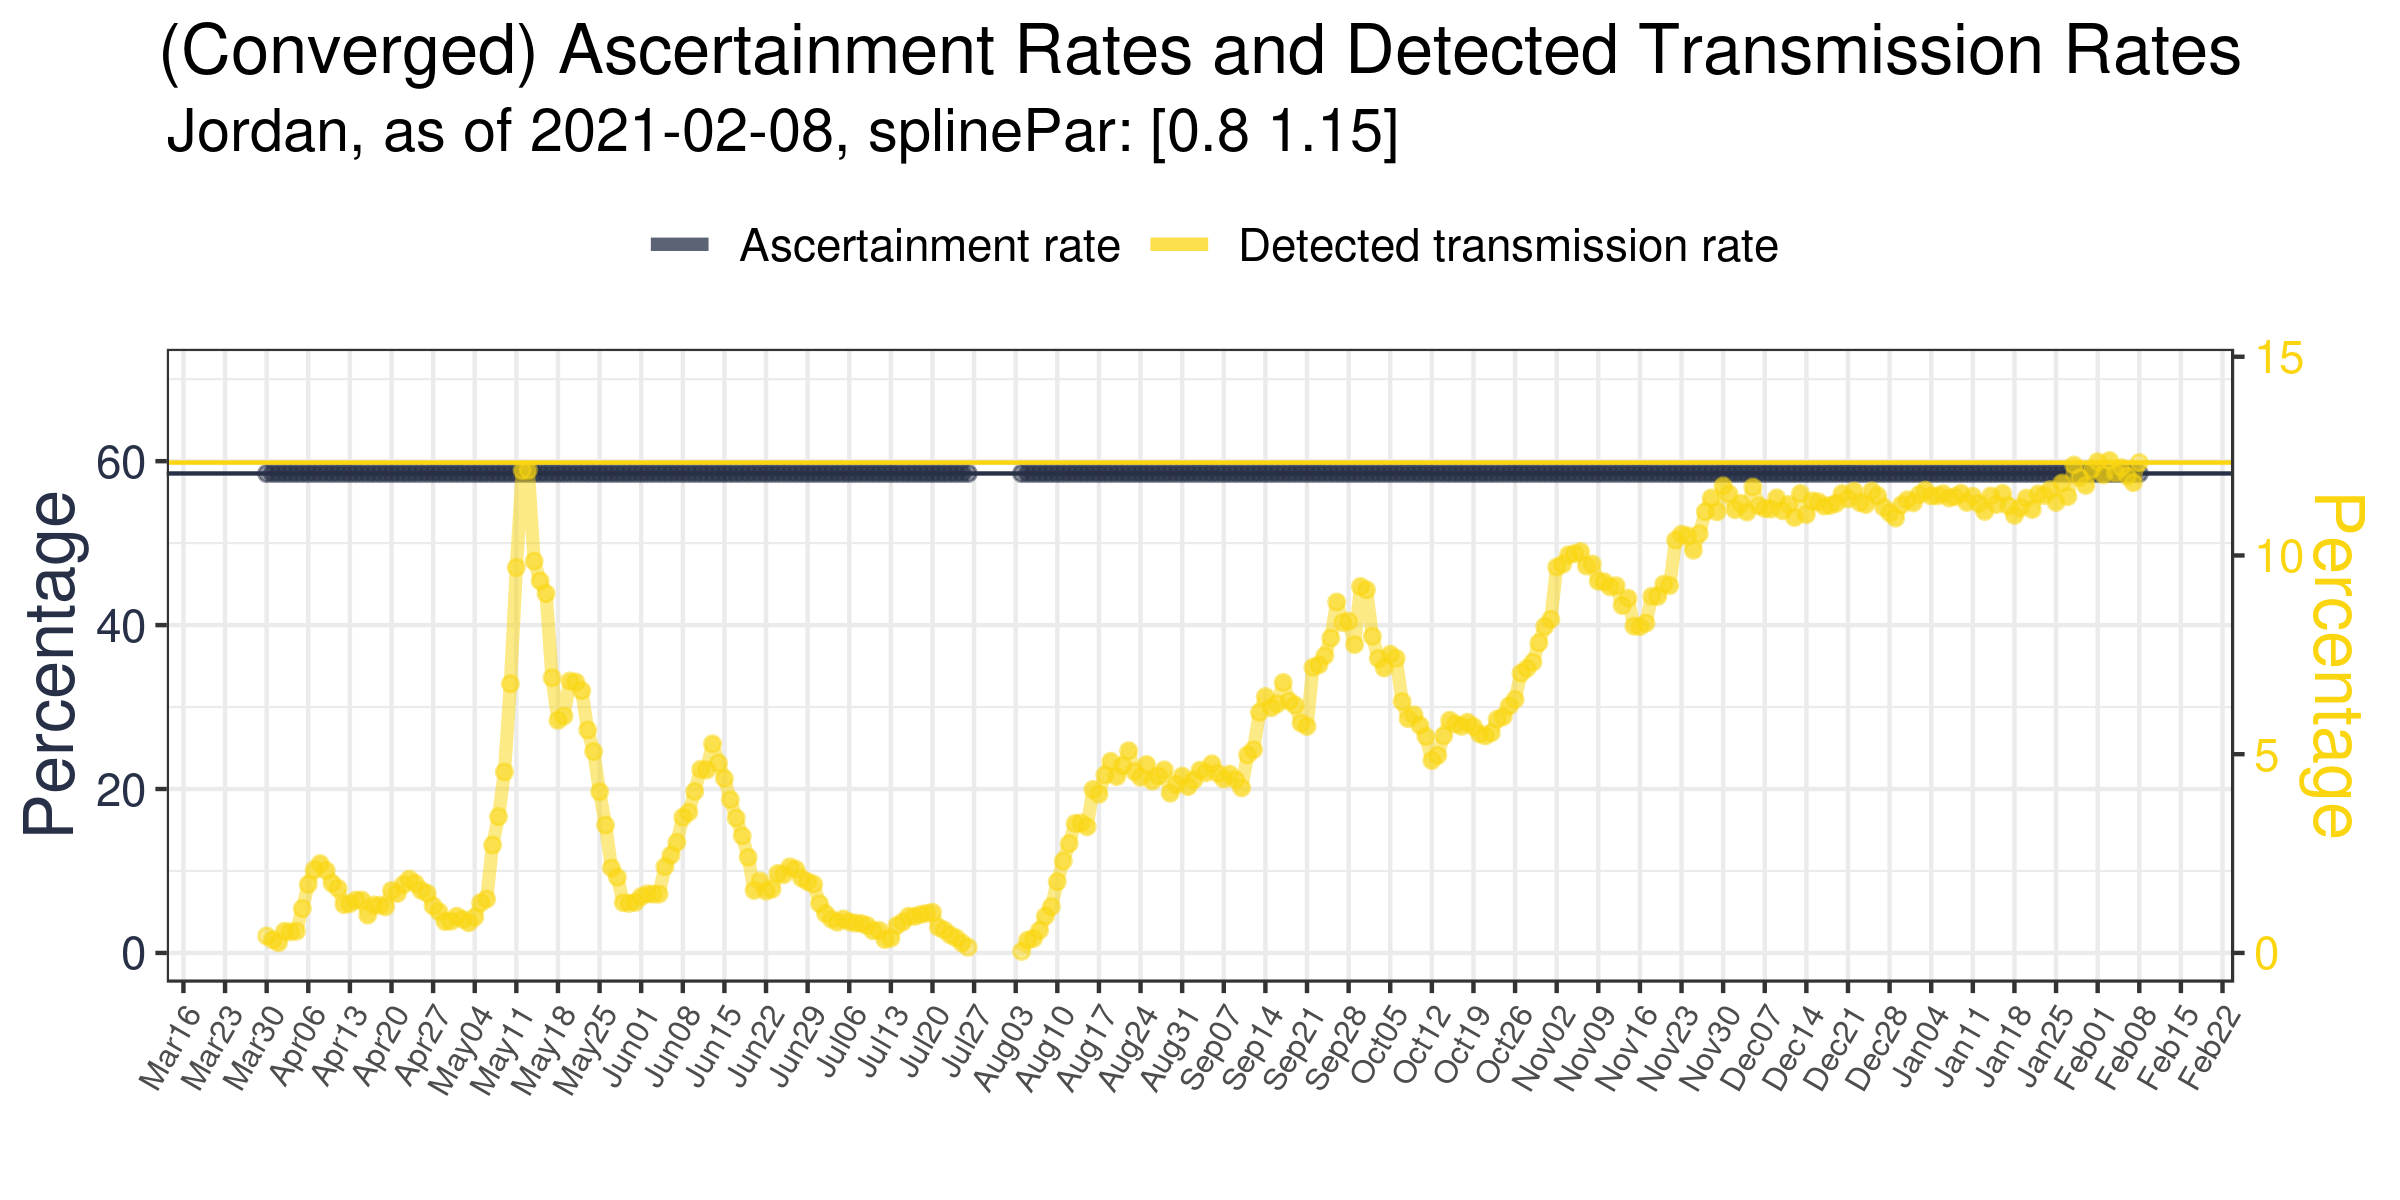 (Converged) Ascertainment Rates and Detected Transmission Rates
Jordan, as of 2021-02-08, splinePar: [0.8 1.15]
Ascertainment rate
Detected transmission rate
Percentage
60
40
20
0
15
10
5
0
Percentage
Mar16
Mar23
Mar30
Apr06
Apr13
Apr20
Apr27
May04
May11
May18
May25
Jun01
Jun08
Jun15
Jun22
Jun29
Jul06
Jul13
Jul20
Jul27
Aug03
Aug10
Aug17
Aug24
Aug31
Sep07
Sep14
Sep21
Sep28
Oct05
Oct12
Oct19
Oct26
Nov02
Nov09
Nov16
Nov23
Nov30
Dec07
Dec14
Dec21
Dec28
Jan04
Jan11
Jan18
Jan25
Feb01
Feb08
Feb15
Feb22